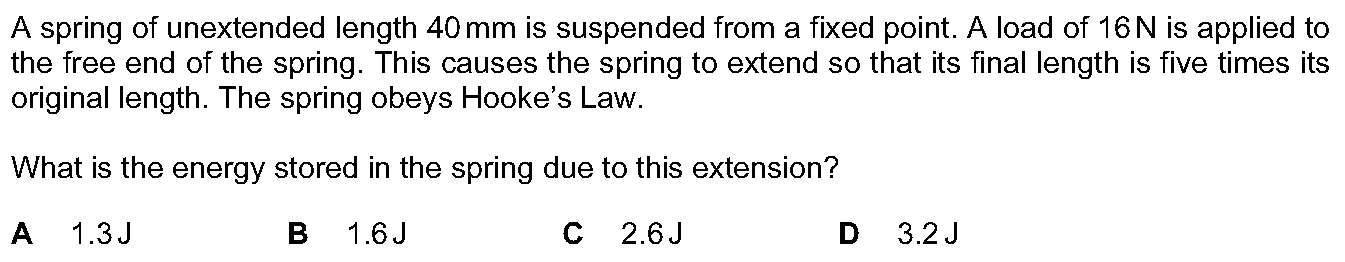 A spring of unextended length 40 mm is suspended from a fixed point. A load of 16 N is applied to
the free end of the spring. This causes the spring to extend so that its final length is five times its
original length. The spring obeys Hooke's Law.
What is the energy stored in the spring due to this extension?
A 1.3 J B 1.6 J C 2.6 J D 3.2 J